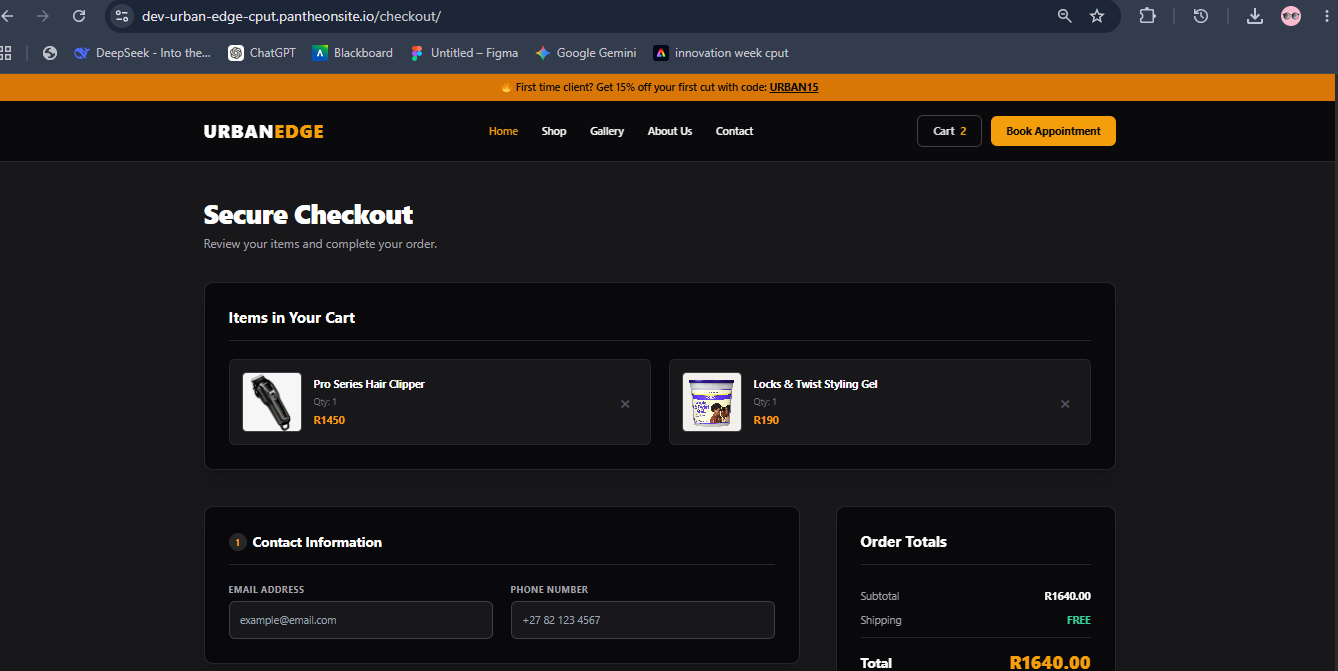 dev-urban-edge-cput.pantheonsite.io/checkout/
DeepSeek - Into the...
ChatGPT
Blackboard
Untitled – Figma
Google Gemini
innovation week cput
🔥 First time client? Get 15% off your first cut with code: URBAN15
URBANEDGE
Home
Shop
Gallery
About Us
Contact
Cart 2
Book Appointment
Secure Checkout
Review your items and complete your order.
Items in Your Cart
Pro Series Hair Clipper
Qty: 1
R1450
×
Locks & Twist Styling Gel
Qty: 1
R190
×
1 Contact Information
EMAIL ADDRESS
example@email.com
PHONE NUMBER
+27 82 123 4567
Order Totals
Subtotal R1640.00
Shipping FREE
Total R1640.00